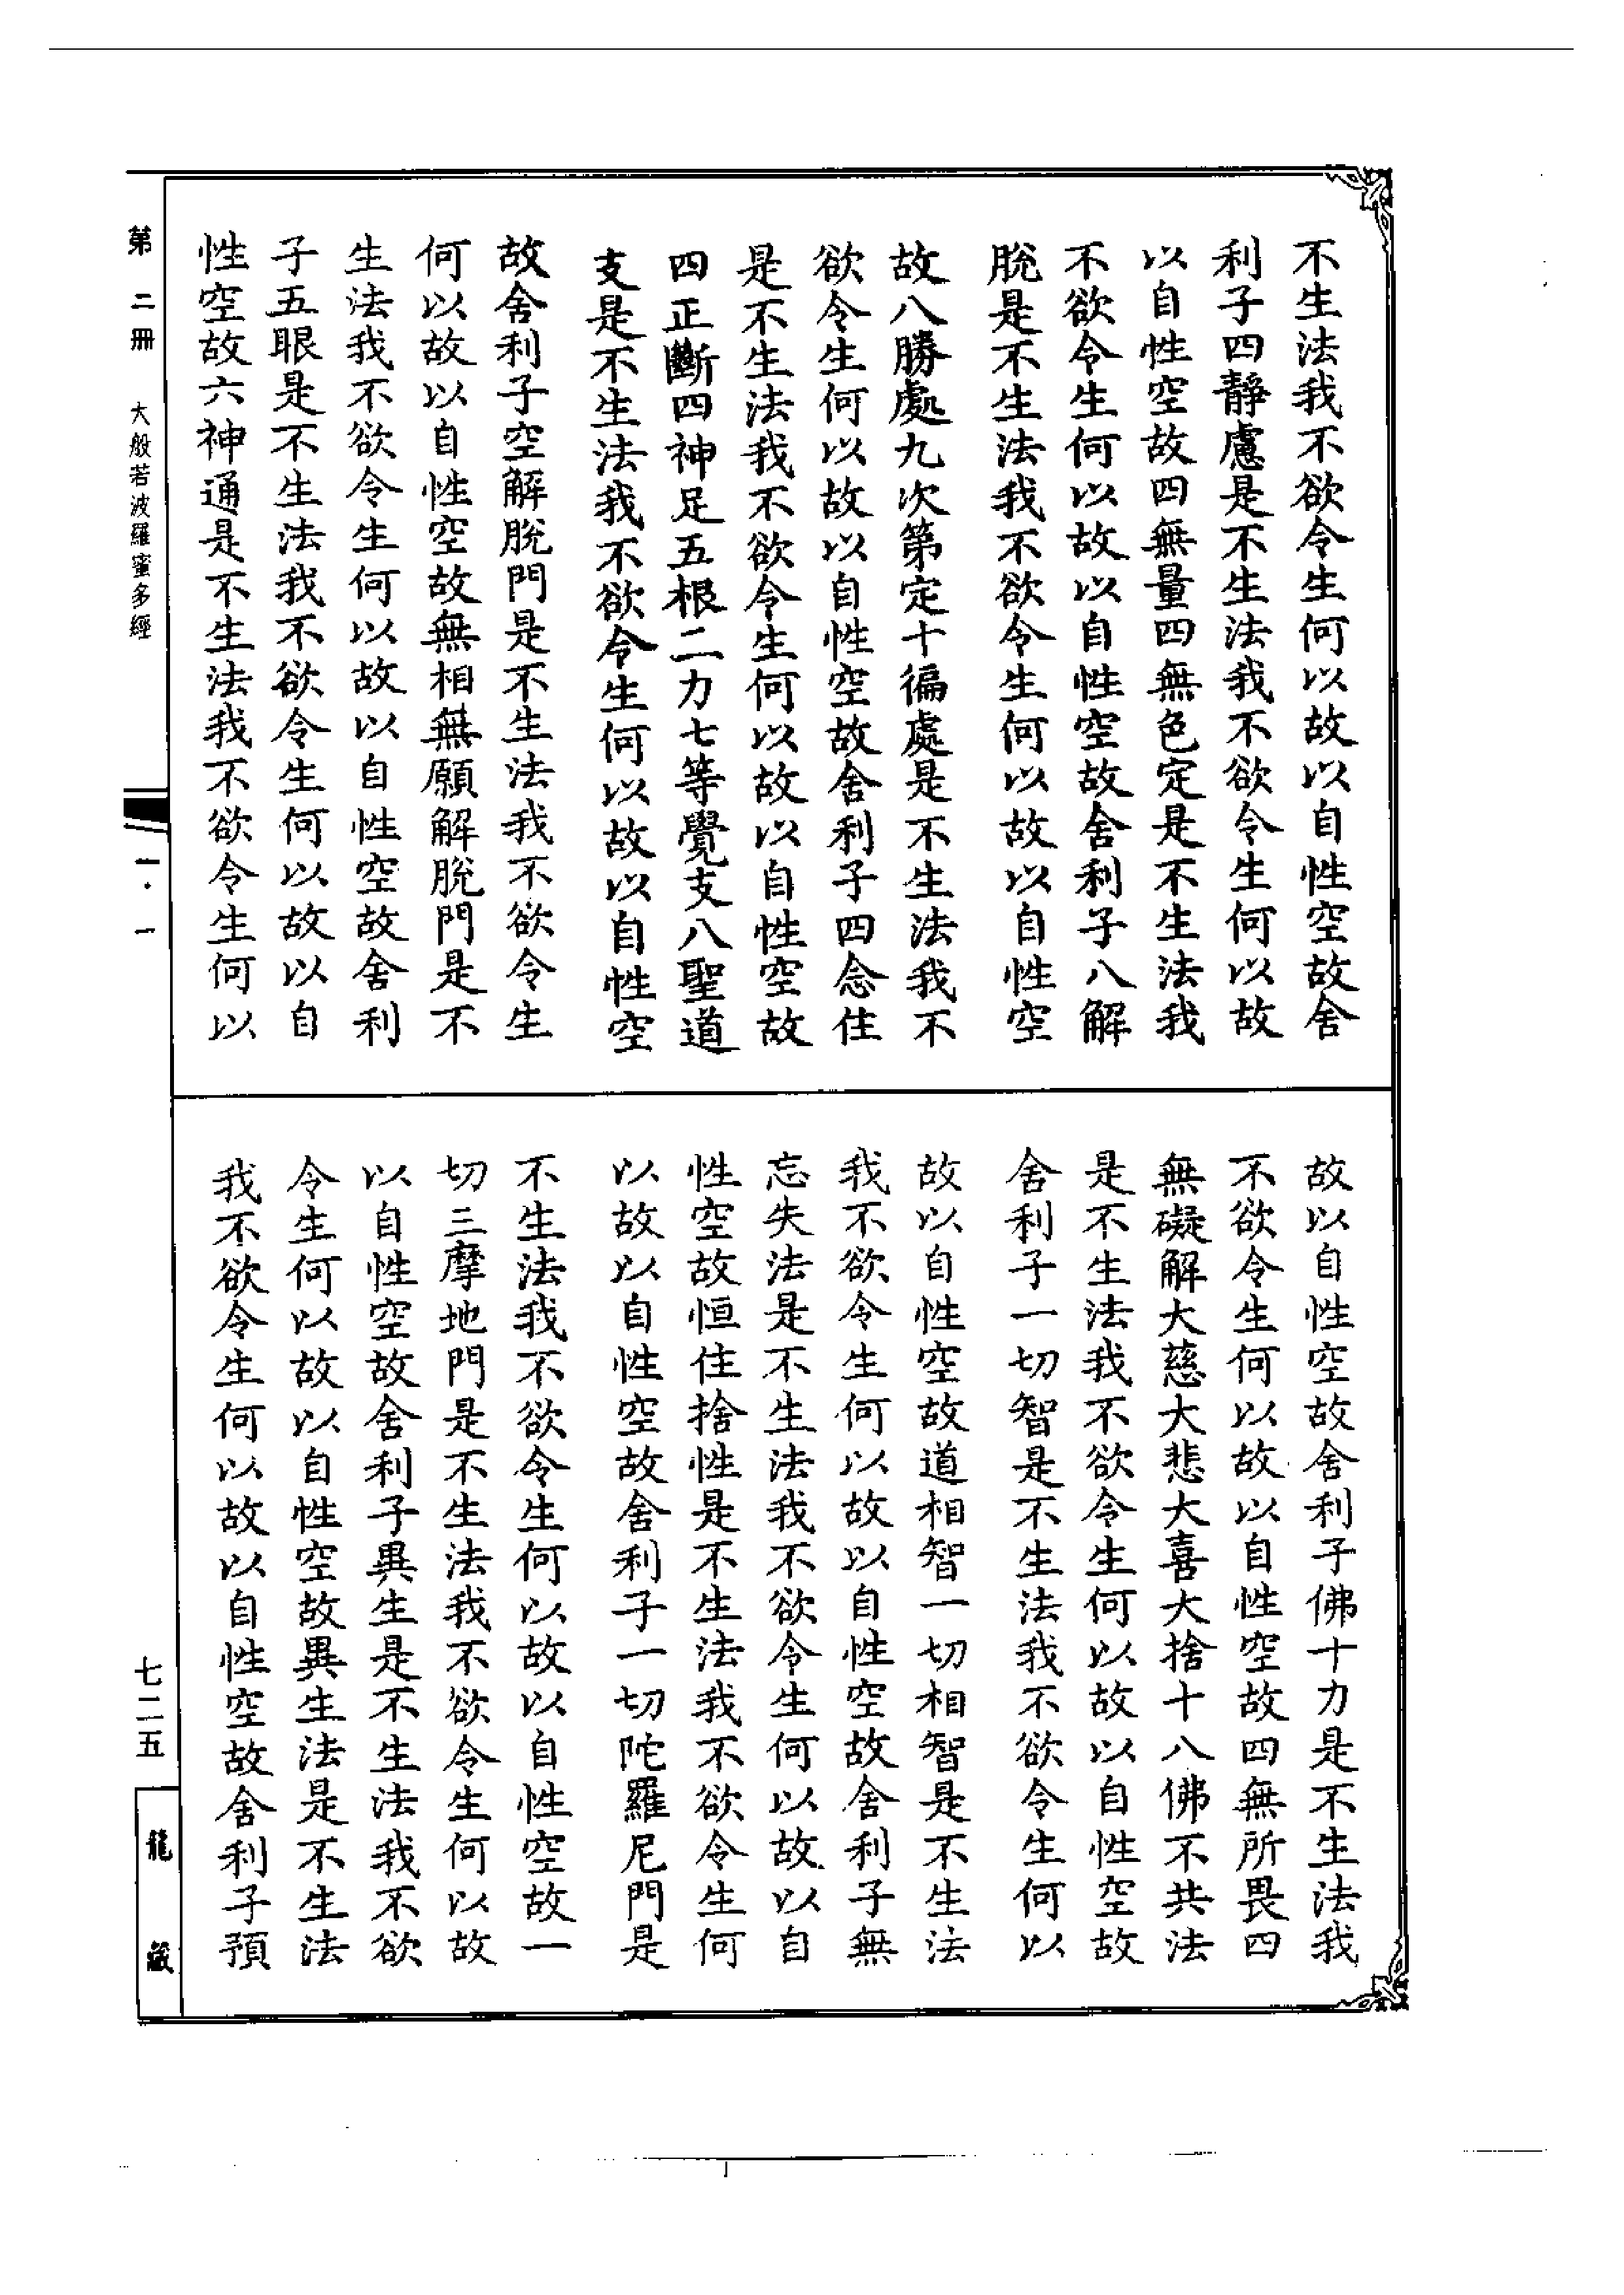 不生法我不欲令生何以故以自性空故舍
利子四靜慮是不生法我不欲令生何以故
以自性空故四無量四無色定是不生法我
不欲令生何以故以自性空故舍利子八解
脫是不生法我不欲令生何以故以自性空
故八勝處九次第定十徧處是不生法我不
欲令生何以故以自性空故舍利子四念住
是不生法我不欲令生何以故以自性空故
四正斷四神足五根二力七等覺支八聖道
支是不生法我不欲令生何以故以自性空
故舍利子空解脫門是不生法我不欲令生
何以故以自性空故無相無願解脫門是不
生法我不欲令生何以故以自性空故舍利
子五眼是不生法我不欲令生何以故以自
性空故六神通是不生法我不欲令生何以
故以自性空故舍利子佛十力是不生法我
不欲令生何以故以自性空故四無所畏四
無礙解大慈大悲大喜大捨十八佛不共法
是不生法我不欲令生何以故以自性空故
舍利子一切智是不生法我不欲令生何以
故以自性空故道相智一切相智是不生法
我不欲令生何以故以自性空故舍利子無
忘失法是不生法我不欲令生何以故以自
性空故恒住捨性是不生法我不欲令生何
以故以自性空故舍利子一切陀羅尼門是
不生法我不欲令生何以故以自性空故一
切三摩地門是不生法我不欲令生何以故
以自性空故舍利子異生是不生法我不欲
令生何以故以自性空故異生法是不生法
我不欲令生何以故以自性空故舍利子預
第二冊 大般若波羅蜜多經
一·一
七二五
龍藏